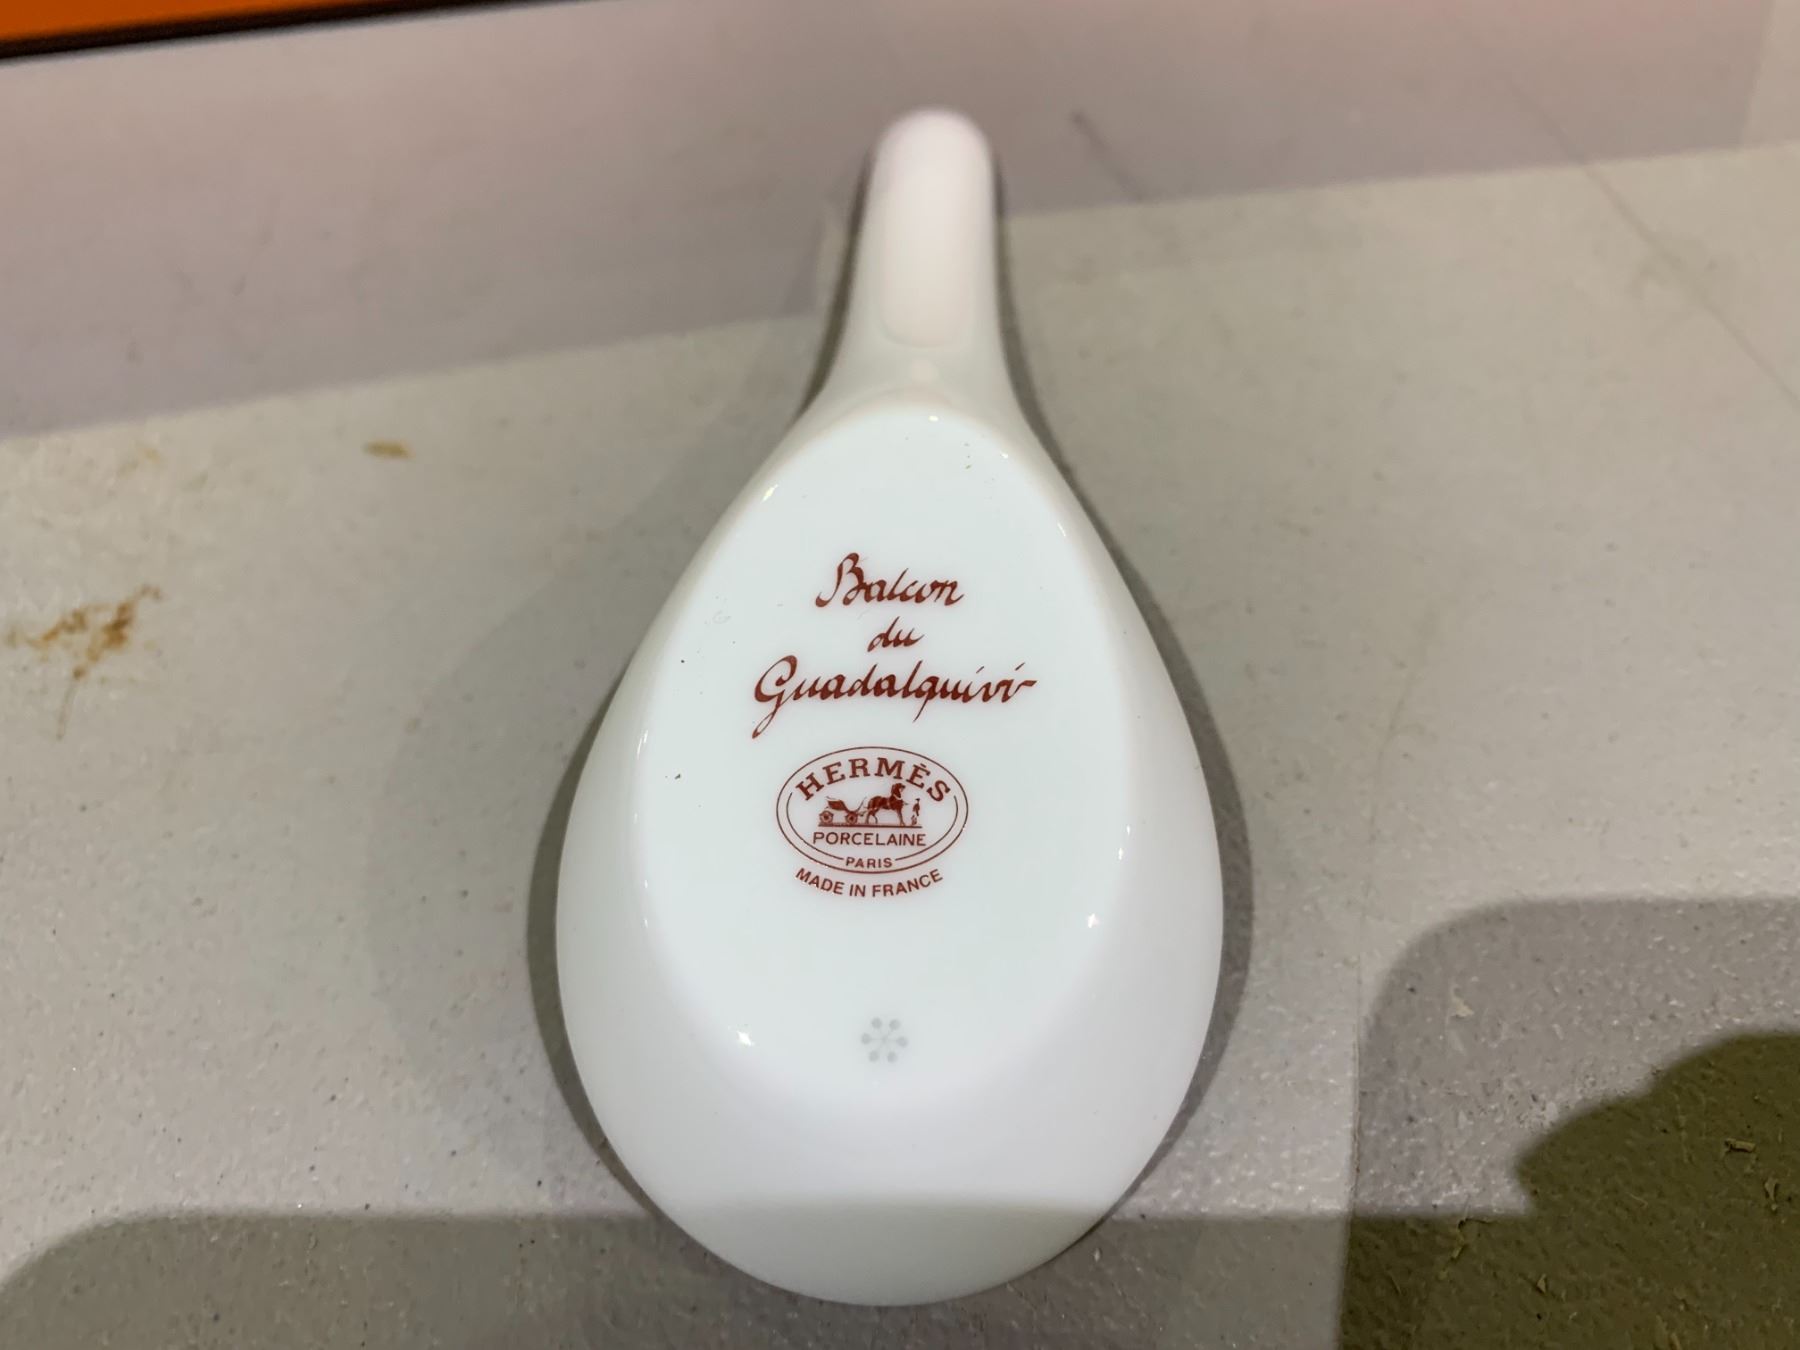 Balcon
du
Guadalquivir
HERMÈS
PORCELAINE
PARIS
MADE IN FRANCE